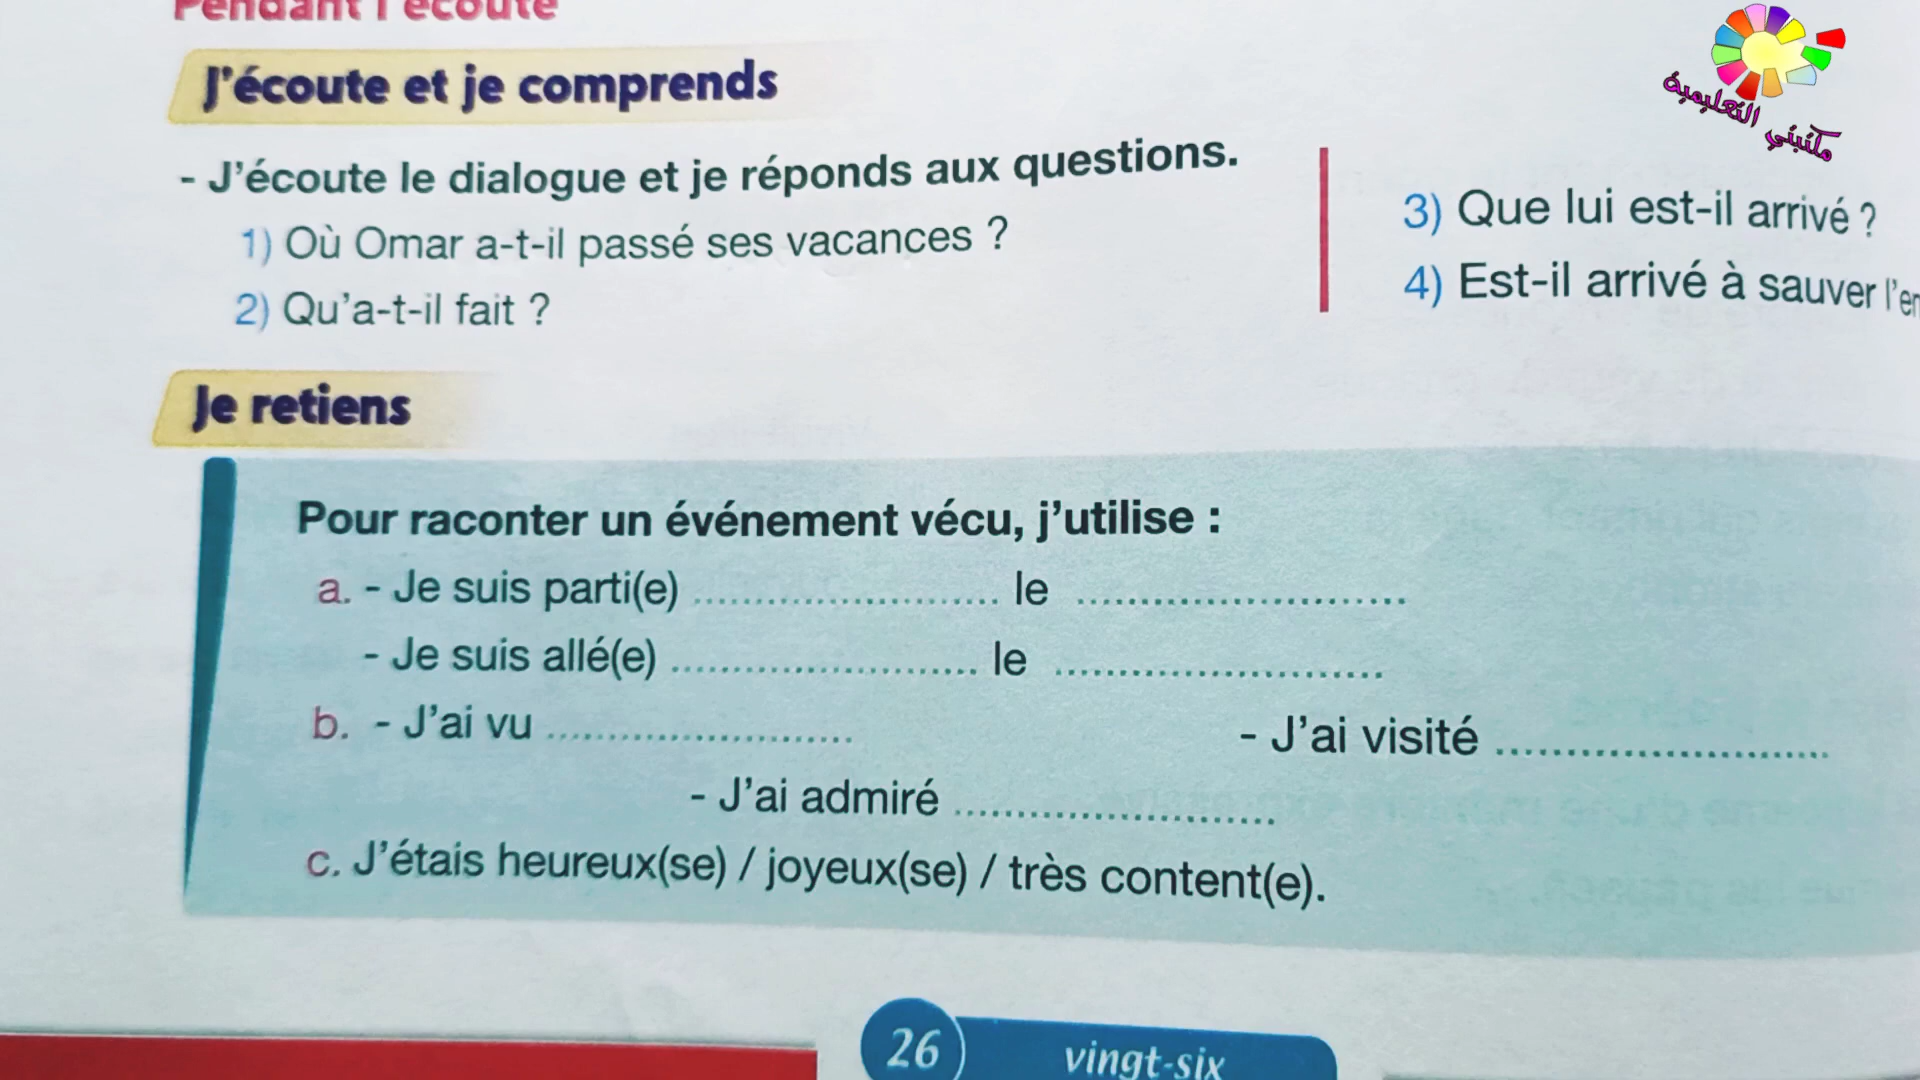 Pendant l'écoute
J'écoute et je comprends
- J'écoute le dialogue et je réponds aux questions.
1) Où Omar a-t-il passé ses vacances ?
2) Qu'a-t-il fait ?
3) Que lui est-il arrivé ?
4) Est-il arrivé à sauver
Je retiens
Pour raconter un événement vécu, j'utilise :
a. - Je suis parti(e) .......................... le ..........................
- Je suis allé(e) .......................... le ..........................
b. - J'ai vu ..........................
- J'ai visité ..........................
- J'ai admiré ..........................
c. J'étais heureux(se) / joyeux(se) / très content(e).
26
vingt-six
مكتبتي التعليمية